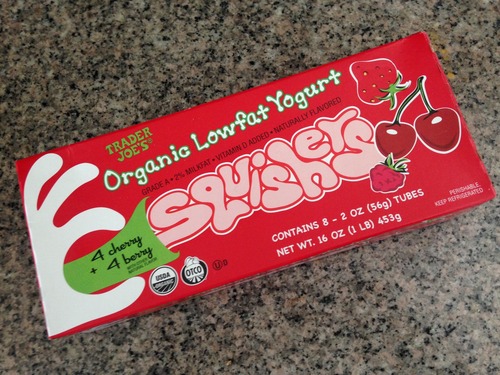 TRADER
JOE'S
Organic Lowfat Yogurt
GRADE A • 2% MILKFAT • VITAMIN D ADDED • NATURALLY FLAVORED
SQUISHERS
4 cherry
+ 4 berry
USDA
ORGANIC
OTCO
U D
CONTAINS 8 - 2 OZ (56g) TUBES
NET WT. 16 OZ (1 LB) 453g
PERISHABLE
KEEP REFRIGERATED